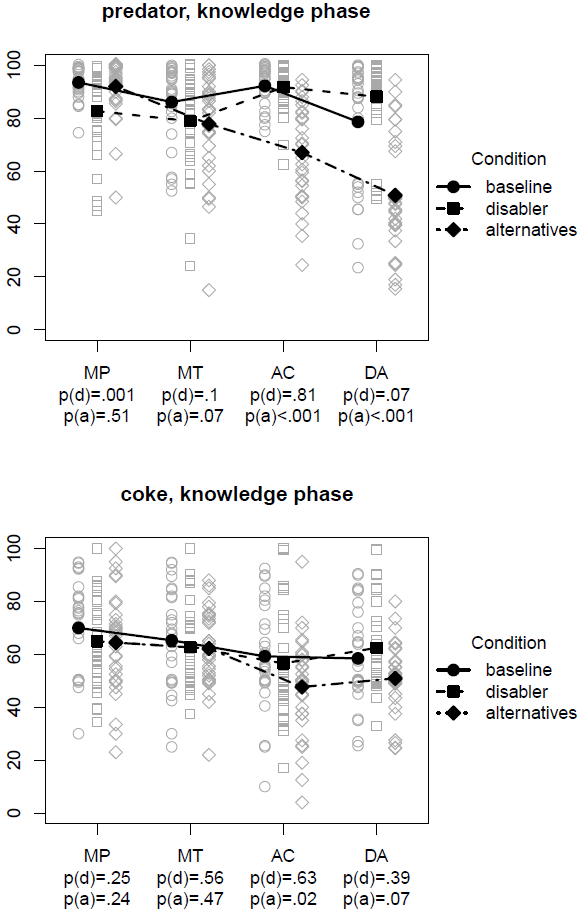 predator, knowledge phase
100
80
60
40
20
0
MP MT AC DA
p(d)=.001 p(d)=.1 p(d)=.81 p(d)=.07
p(a)=.51 p(a)=.07 p(a)<.001 p(a)<.001
Condition
baseline
disabler
alternatives
coke, knowledge phase
100
80
60
40
20
0
MP MT AC DA
p(d)=.25 p(d)=.56 p(d)=.63 p(d)=.39
p(a)=.24 p(a)=.47 p(a)=.02 p(a)=.07
Condition
baseline
disabler
alternatives